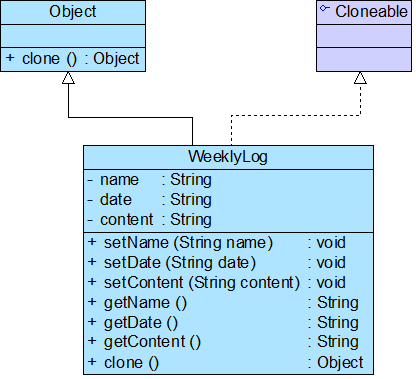 Object
Cloneable
+ clone () : Object
WeeklyLog
- name : String
- date : String
- content : String
+ setName (String name) : void
+ setDate (String date) : void
+ setContent (String content) : void
+ getName () : String
+ getDate () : String
+ getContent () : String
+ clone () : Object